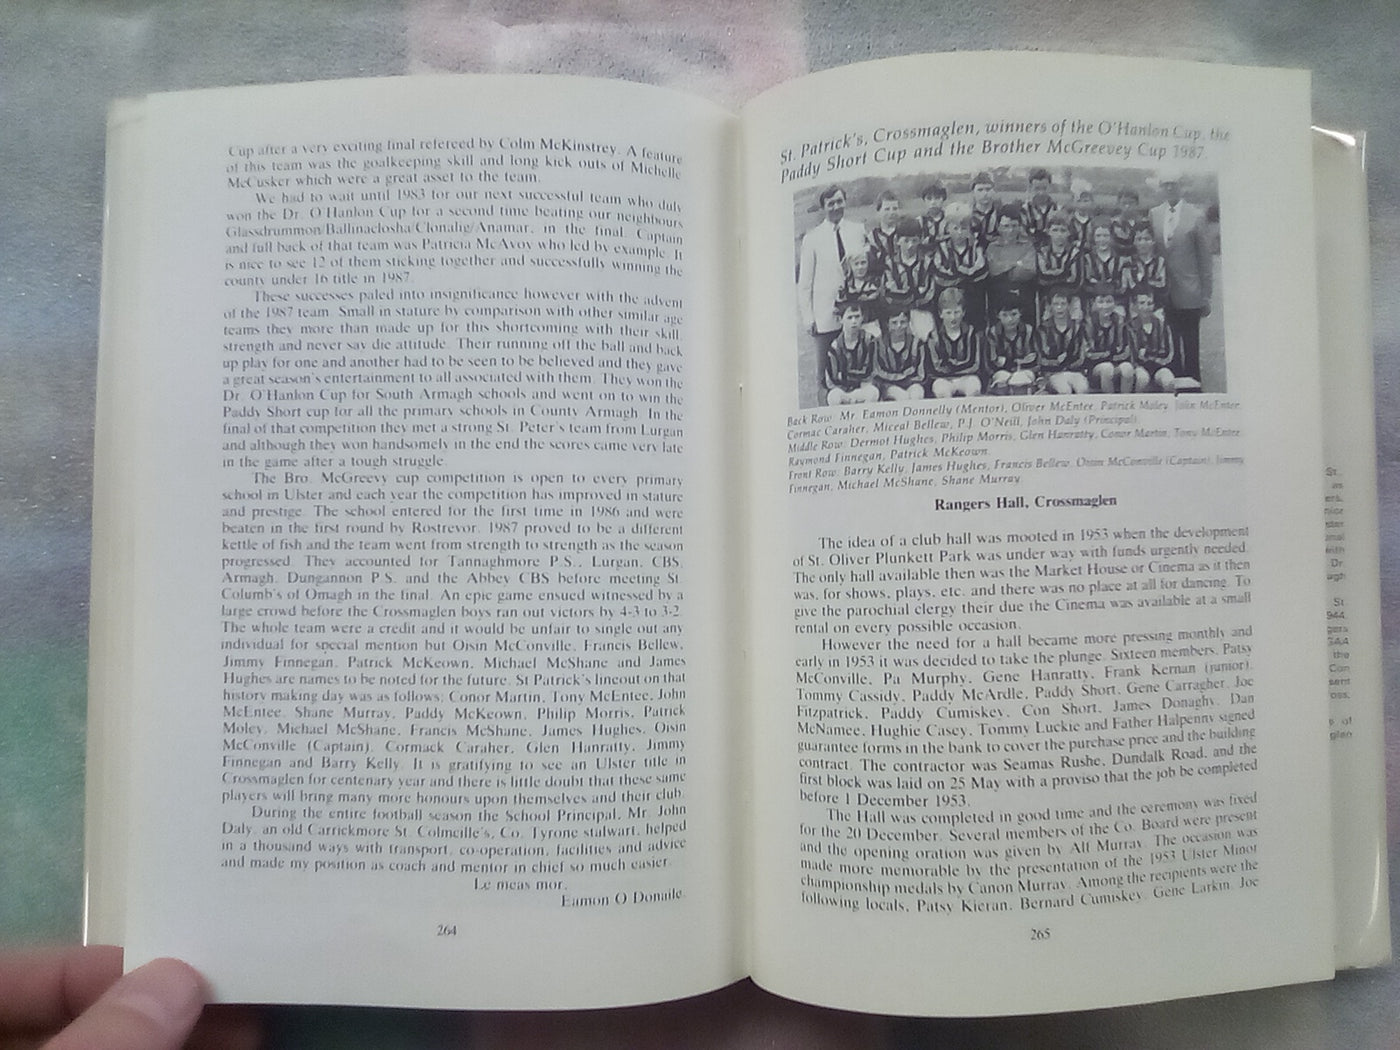 Cup after a very exciting final refereed by Colm McKinstrey. A feature
of this team was the goalkeeping skill and long kick outs of Michelle
McCusker which were a great asset to the team.
We had to wait until 1983 for our next successful team who duly
won the Dr. O'Hanlon Cup for a second time beating our neighbours
Glassdrummon/Ballinaclosha/Clonalig/Anamar, in the final. Captain
and full back of that team was Patricia McAvoy who led by example. It
is nice to see 12 of them sticking together and successfully winning the
county under 16 title in 1987.
These successes paled into insignificance however with the advent
of the 1987 team. Small in stature by comparison with other similar age
teams they more than made up for this shortcoming with their skill,
strength and never say die attitude. Their running off the ball and back
up play for one and another had to be seen to be believed and they gave
a great season's entertainment to all associated with them. They won the
Dr. O'Hanlon Cup for South Armagh schools and went on to win the
Paddy Short cup for all the primary schools in County Armagh. In the
final of that competition they met a strong St. Peter's team from Lurgan
and although they won handsomely in the end the scores came very late
in the game after a tough struggle.
The Bro. McGreevy cup competition is open to every primary
school in Ulster and each year the competition has improved in stature
and prestige. The school entered for the first time in 1986 and were
beaten in the first round by Rostrevor. 1987 proved to be a different
kettle of fish and the team went from strength to strength as the season
progressed. They accounted for Tannaghmore P.S., Lurgan, CBS,
Armagh, Dungannon P.S. and the Abbey CBS before meeting St.
Columb's of Omagh in the final. An epic game ensued witnessed by a
large crowd before the Crossmaglen boys ran out victors by 4-3 to 3-2.
The whole team were a credit and it would be unfair to single out any
individual for special mention but Oisin McConville, Francis Bellew,
Jimmy Finnegan, Patrick McKeown, Michael McShane and James
Hughes are names to be noted for the future. St Patrick's lineout on that
history making day was as follows; Conor Martin, Tony McEntee, John
McEntee, Shane Murray, Paddy McKeown, Philip Morris, Patrick
Moley, Michael McShane, Francis McShane, James Hughes, Oisin
McConville (Captain), Cormack Caraher, Glen Hanratty, Jimmy
Finnegan and Barry Kelly. It is gratifying to see an Ulster title in
Crossmaglen for centenary year and there is little doubt that these same
players will bring many more honours upon themselves and their club.
During the entire football season the School Principal, Mr. John
Daly, an old Carrickmore St. Colmcille's, Co. Tyrone stalwart, helped
in a thousand ways with transport, co-operation, facilities and advice
and made my position as coach and mentor in chief so much easier.
Le meas mor,
Eamon O Donaile.
264
St. Patrick's, Crossmaglen, winners of the O'Hanlon Cup, the
Paddy Short Cup and the Brother McGreevey Cup 1987.
Back Row: Mr. Eamon Donnelly (Mentor), Oliver McEntee, Patrick Moley, John McEntee,
Cormac Caraher, Miceal Bellew, P.J. O'Neill, John Daly (Principal).
Middle Row: Dermot Hughes, Philip Morris, Glen Hanratty, Conor Martin, Tony McEntee,
Raymond Finnegan, Patrick McKeown.
Front Row: Barry Kelly, James Hughes, Francis Bellew, Oisin McConville (Captain), Jimmy
Finnegan, Michael McShane, Shane Murray.
Rangers Hall, Crossmaglen
The idea of a club hall was mooted in 1953 when the development
of St. Oliver Plunkett Park was under way with funds urgently needed.
The only hall available then was the Market House or Cinema as it then
was, for shows, plays, etc. and there was no place at all for dancing. To
give the parochial clergy their due the Cinema was available at a small
rental on every possible occasion.
However the need for a hall became more pressing monthly and
early in 1953 it was decided to take the plunge. Sixteen members, Patsy
McConville, Pa Murphy, Gene Hanratty, Frank Kernan (junior),
Tommy Cassidy, Paddy McArdle, Paddy Short, Gene Carragher, Joe
Fitzpatrick, Paddy Cumiskey, Con Short, James Donaghy, Dan
McNamee, Hughie Casey, Tommy Luckie and Father Halpenny signed
guarantee forms in the bank to cover the purchase price and the building
contract. The contractor was Seamas Rushe, Dundalk Road, and the
first block was laid on 25 May with a proviso that the job be completed
before 1 December 1953.
The Hall was completed in good time and the ceremony was fixed
for the 20 December. Several members of the Co. Board were present
and the opening oration was given by Alf Murray. The occasion was
made more memorable by the presentation of the 1953 Ulster Minor
championship medals by Canon Murray. Among the recipients were the
following locals, Patsy Kieran, Bernard Cumiskey, Gene Larkin, Joe
265